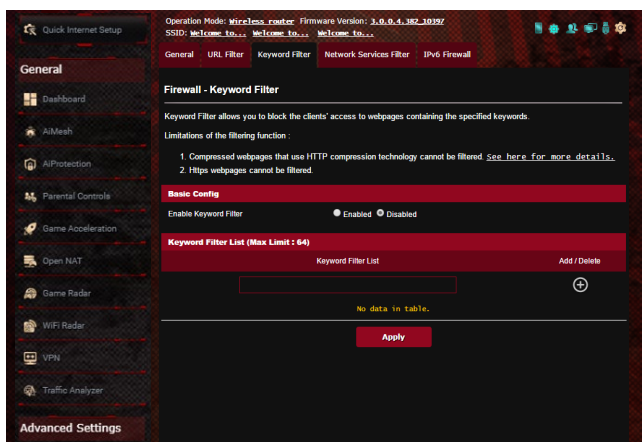 Quick Internet Setup
General
Dashboard
AiMesh
AiProtection
Parental Controls
Game Acceleration
Open NAT
Game Radar
WiFi Radar
VPN
Traffic Analyzer
Advanced Settings
Operation Mode: Wireless router Firmware Version: 3.0.0.4.382_10397
SSID: Welcome to... Welcome to... Welcome to...
General URL Filter Keyword Filter Network Services Filter IPv6 Firewall
Firewall - Keyword Filter
Keyword Filter allows you to block the clients' access to webpages containing the specified keywords.
Limitations of the filtering function :
1. Compressed webpages that use HTTP compression technology cannot be filtered. See here for more details.
2. Https webpages cannot be filtered.
Basic Config
Enable Keyword Filter Enabled Disabled
Keyword Filter List (Max Limit : 64)
Keyword Filter List Add / Delete
No data in table.
Apply